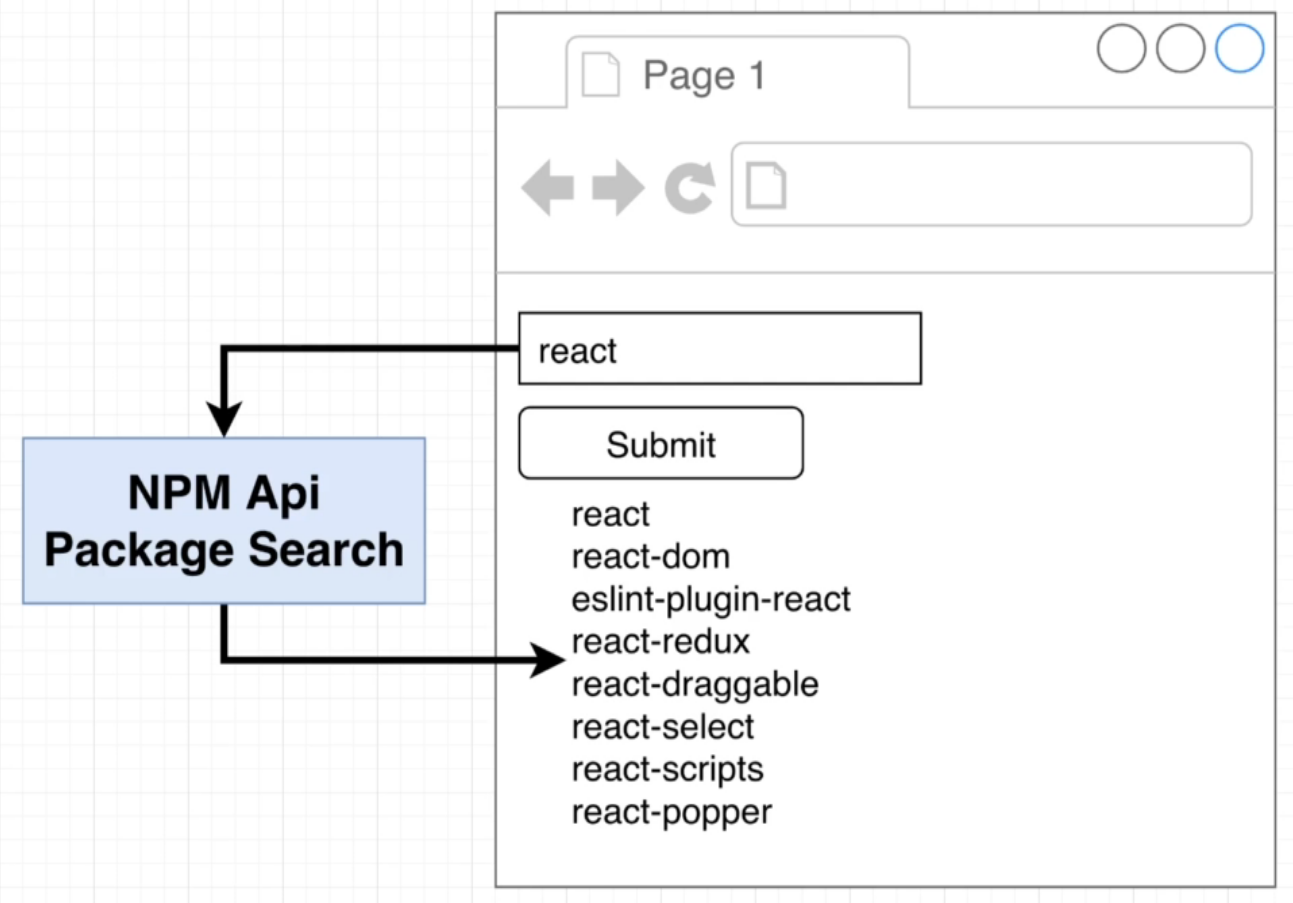 Page 1
react
Submit
NPM Api
Package Search
react
react-dom
eslint-plugin-react
react-redux
react-draggable
react-select
react-scripts
react-popper